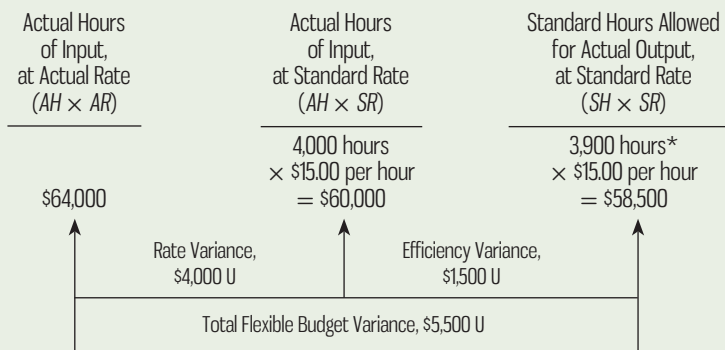 Actual Hours
of Input,
at Actual Rate
(AH × AR)
$64,000
Actual Hours
of Input,
at Standard Rate
(AH × SR)
4,000 hours
× $15.00 per hour
= $60,000
Standard Hours Allowed
for Actual Output,
at Standard Rate
(SH × SR)
3,900 hours*
× $15.00 per hour
= $58,500
Rate Variance,
$4,000 U
Efficiency Variance,
$1,500 U
Total Flexible Budget Variance, $5,500 U